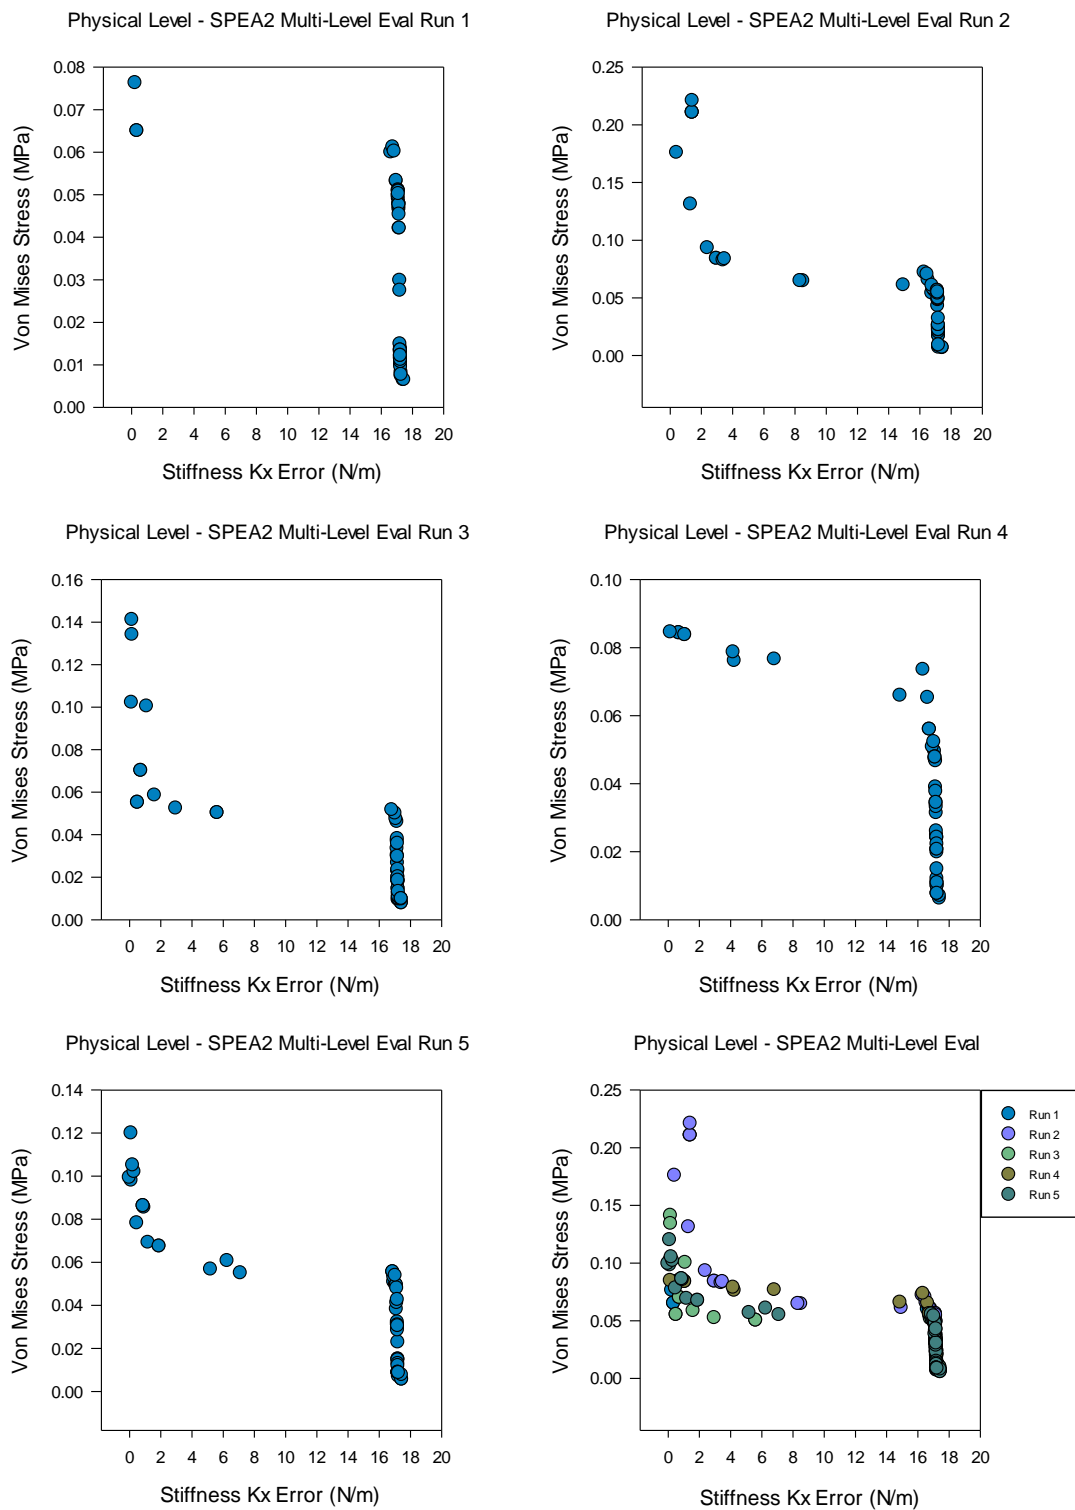 Physical Level - SPEA2 Multi-Level Eval Run 1
0.08
0.07
0.06
0.05
0.04
0.03
0.02
0.01
0.00
Von Mises Stress (MPa)
0 2 4 6 8 10 12 14 16 18 20
Stiffness Kx Error (N/m)
Physical Level - SPEA2 Multi-Level Eval Run 2
0.25
0.20
0.15
0.10
0.05
0.00
Von Mises Stress (MPa)
0 2 4 6 8 10 12 14 16 18 20
Stiffness Kx Error (N/m)
Physical Level - SPEA2 Multi-Level Eval Run 3
0.16
0.14
0.12
0.10
0.08
0.06
0.04
0.02
0.00
Von Mises Stress (MPa)
0 2 4 6 8 10 12 14 16 18 20
Stiffness Kx Error (N/m)
Physical Level - SPEA2 Multi-Level Eval Run 4
0.10
0.08
0.06
0.04
0.02
0.00
Von Mises Stress (MPa)
0 2 4 6 8 10 12 14 16 18 20
Stiffness Kx Error (N/m)
Physical Level - SPEA2 Multi-Level Eval Run 5
0.14
0.12
0.10
0.08
0.06
0.04
0.02
0.00
Von Mises Stress (MPa)
0 2 4 6 8 10 12 14 16 18 20
Stiffness Kx Error (N/m)
Physical Level - SPEA2 Multi-Level Eval
0.25
0.20
0.15
0.10
0.05
0.00
Von Mises Stress (MPa)
0 2 4 6 8 10 12 14 16 18 20
Stiffness Kx Error (N/m)
Run 1
Run 2
Run 3
Run 4
Run 5